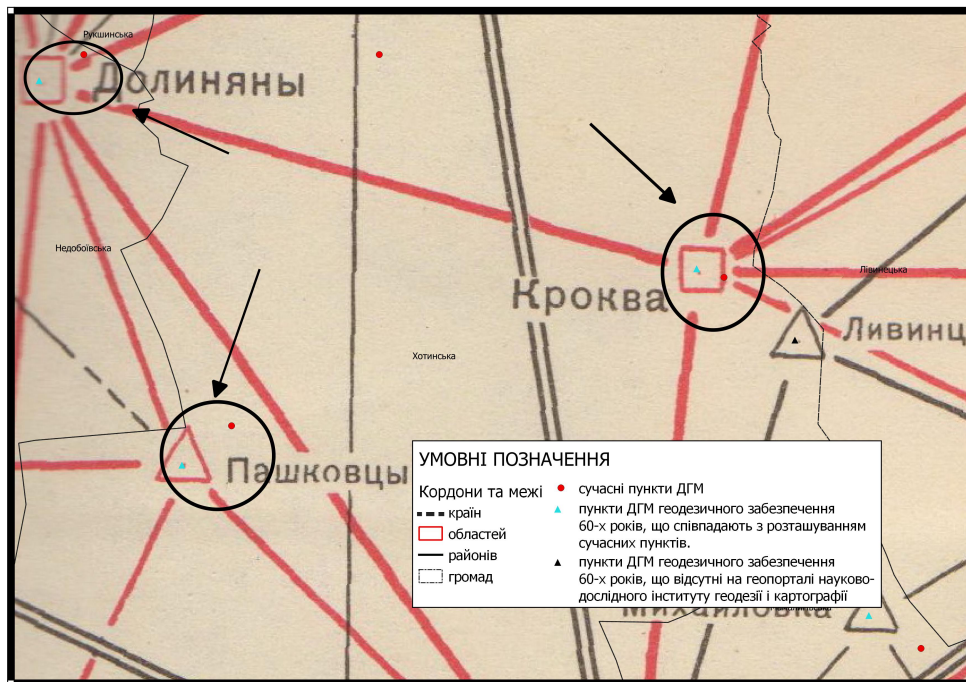 Рукшинська
Долиняны
Недобоївська
Лівинецька
Кроква
Ливинц
Хотинська
Пашковцы
УМОВНІ ПОЗНАЧЕННЯ
Кордони та межі
країн
областей
районів
громад
сучасні пункти ДГМ
пункти ДГМ геодезичного забезпечення
60-х років, що співпадають з розташуванням
сучасних пунктів.
пункти ДГМ геодезичного забезпечення
60-х років, що відсутні на геопорталі науково-
дослідного інституту геодезії і картографії
Михайловка